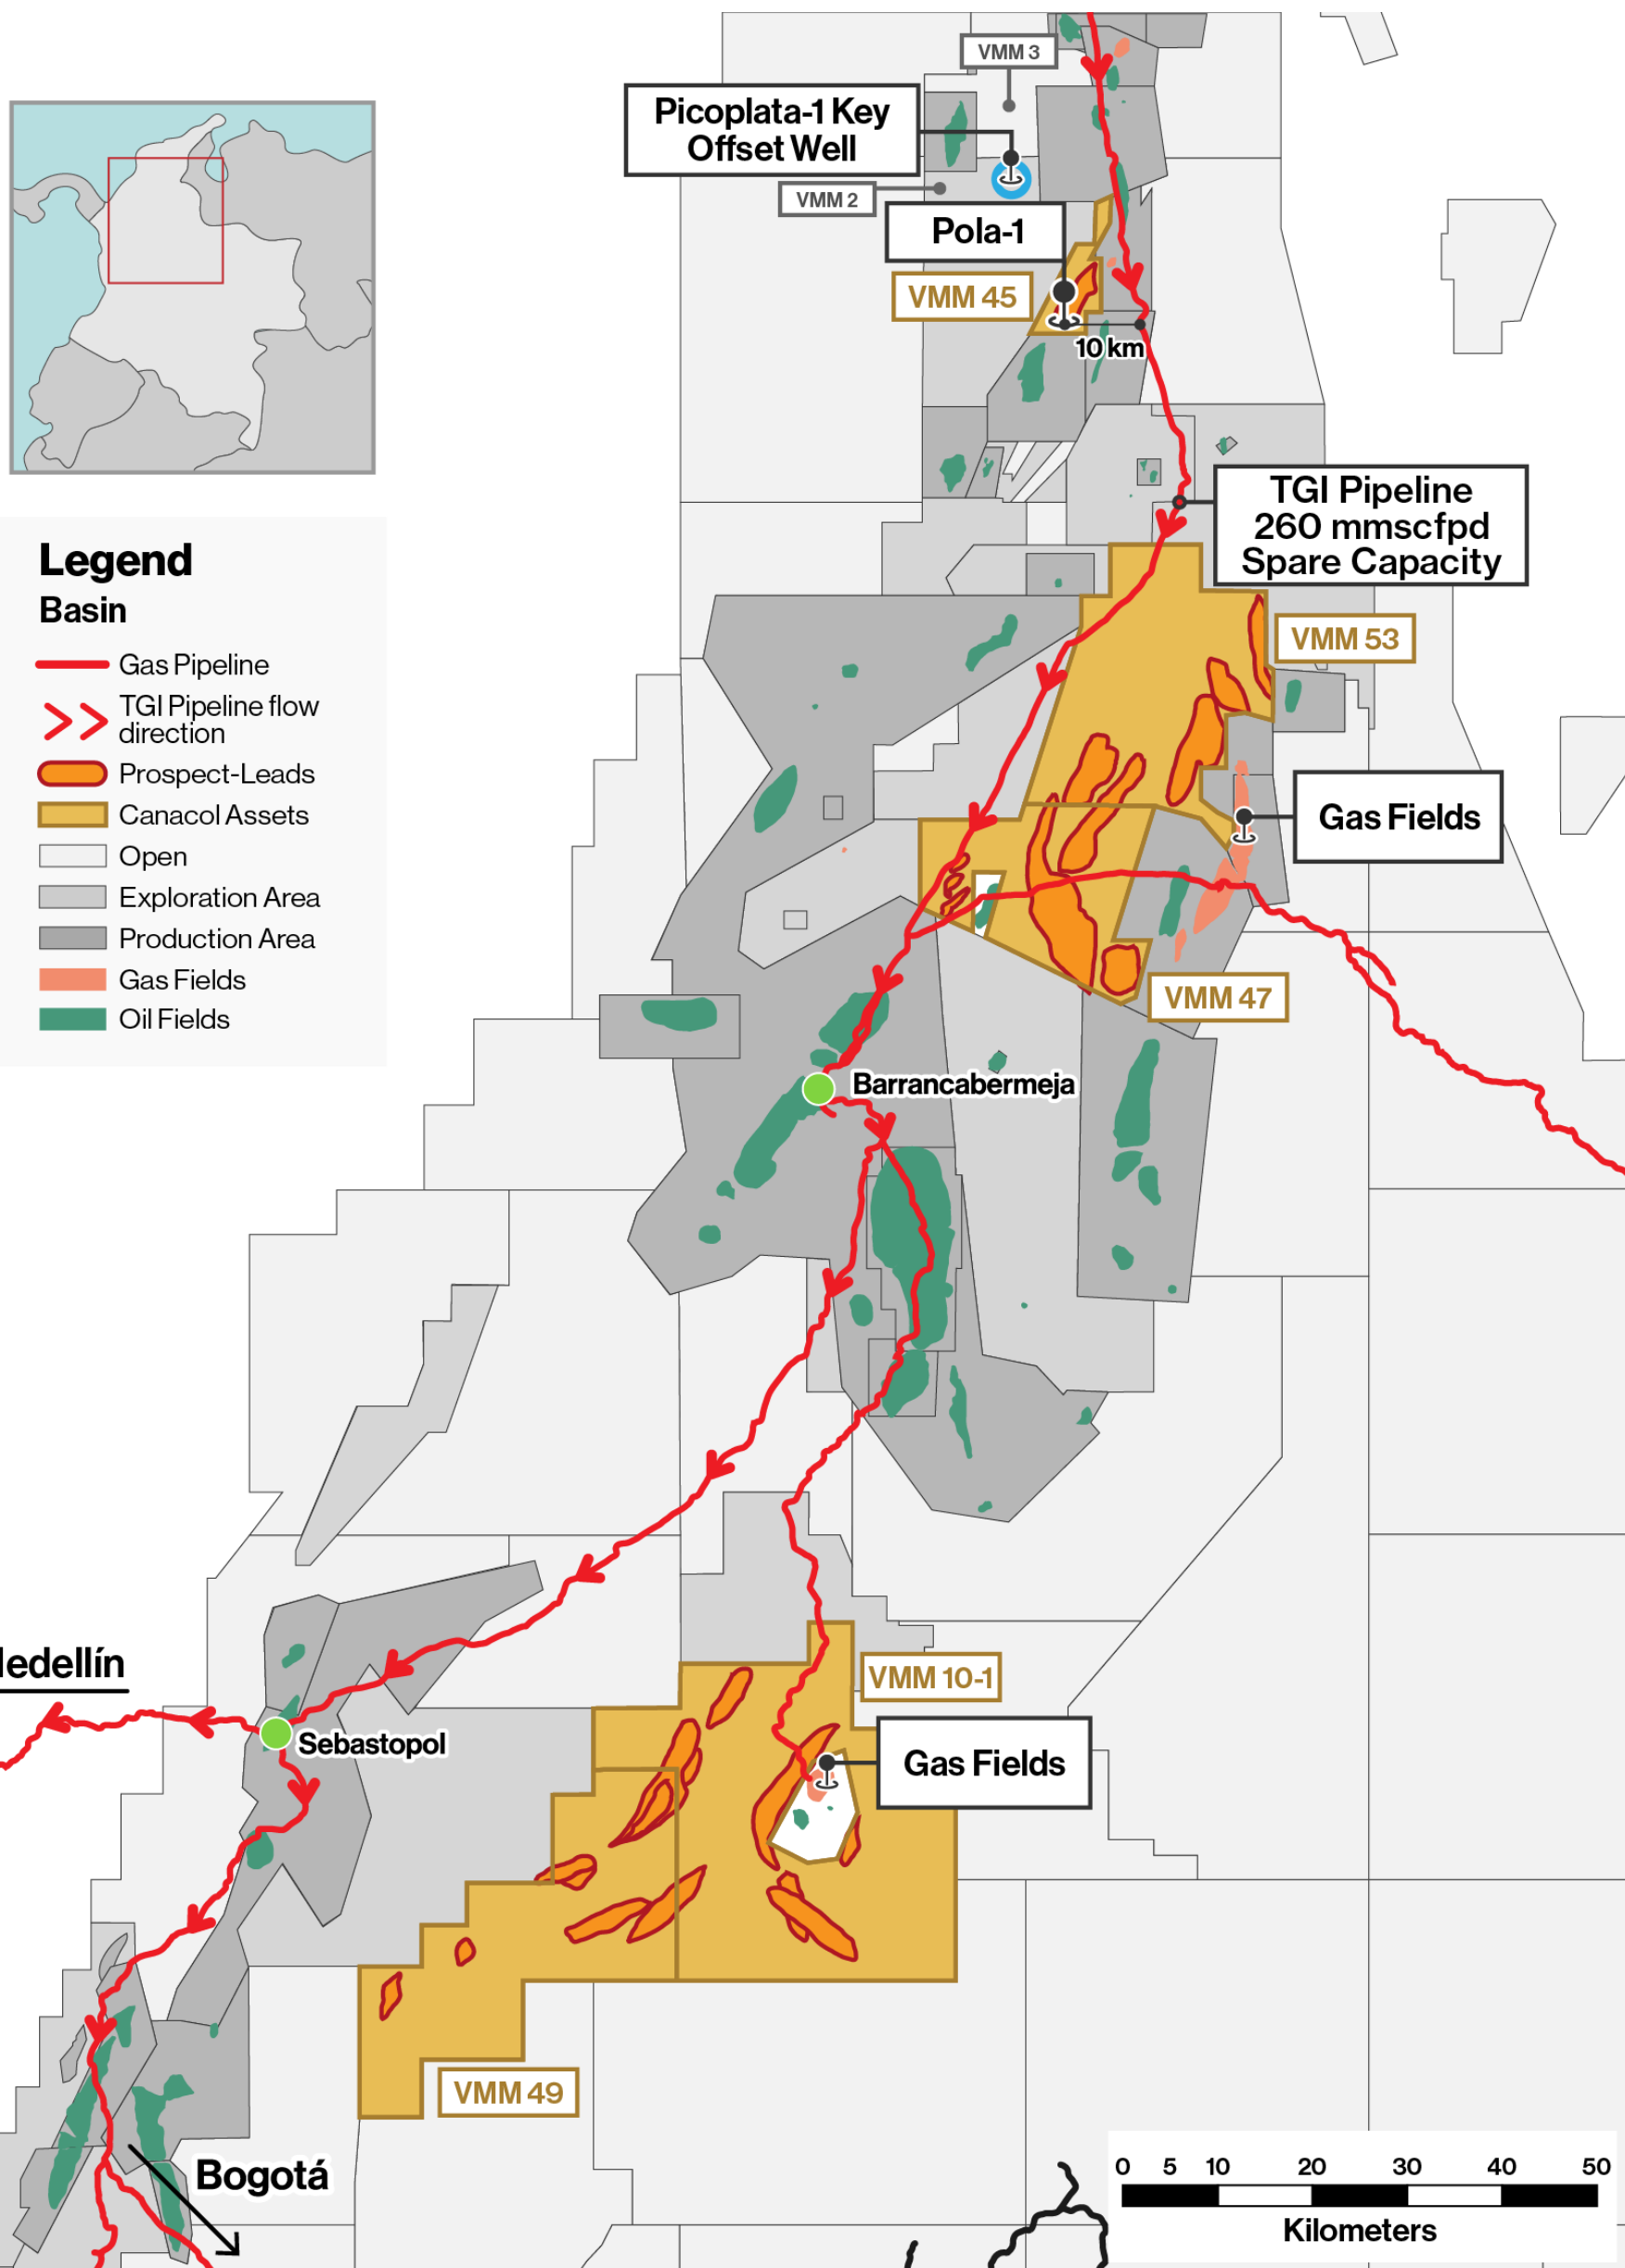 VMM 3
Picoplata-1 Key
Offset Well
VMM 2
Pola-1
VMM 45
10 km
TGI Pipeline
260 mmscfpd
Spare Capacity
Legend
Basin
Gas Pipeline
TGI Pipeline flow
direction
Prospect-Leads
Canacol Assets
Open
Exploration Area
Production Area
Gas Fields
Oil Fields
VMM 53
Gas Fields
VMM 47
Barrancabermeja
edellín
VMM 10-1
Sebastopol
Gas Fields
VMM 49
Bogotá
0 5 10 20 30 40 50
Kilometers